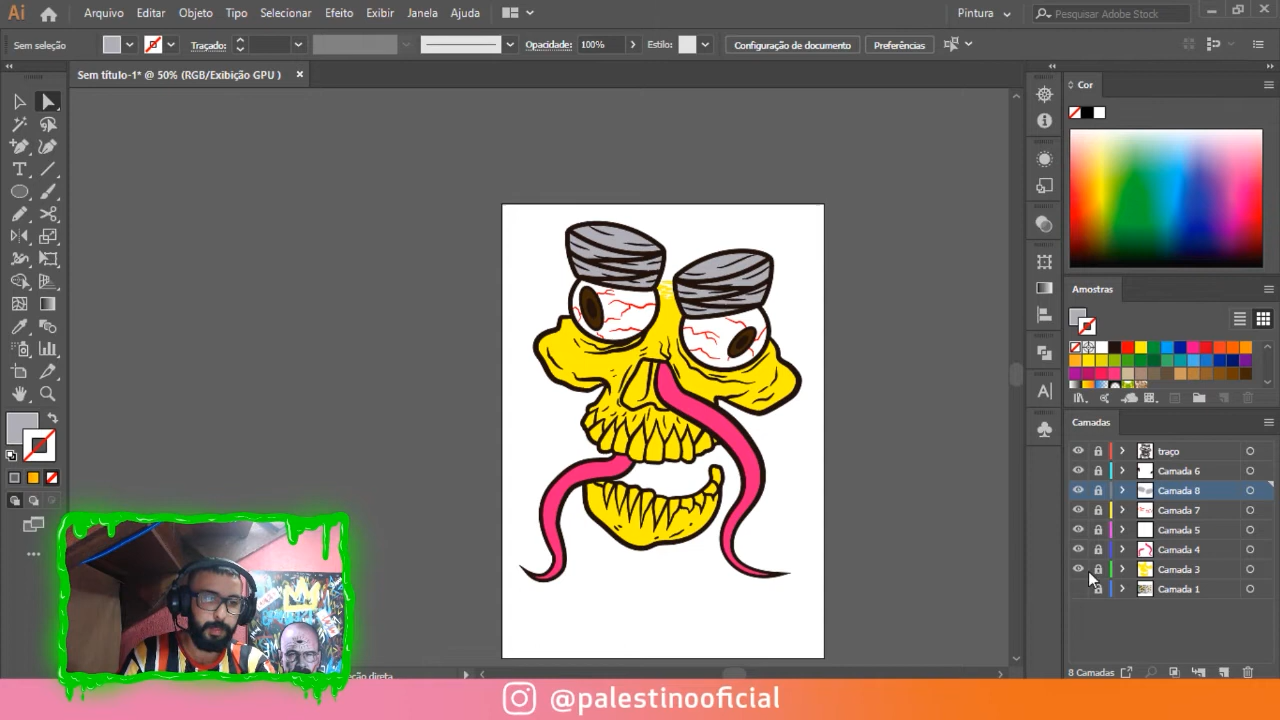 Ai
Arquivo Editar Objeto Tipo Selecionar Efeito Exibir Janela Ajuda
Pintura
Pesquisar Adobe Stock
Sem seleção
Traçado:
Opacidade: 100%
Estilo:
Configuração de documento
Preferências
Sem título-1* @ 50% (RGB/Exibição GPU )
Cor
Amostras
Camadas
traço
Camada 6
Camada 8
Camada 7
Camada 5
Camada 4
Camada 3
Camada 1
8 Camadas
@palestinooficial